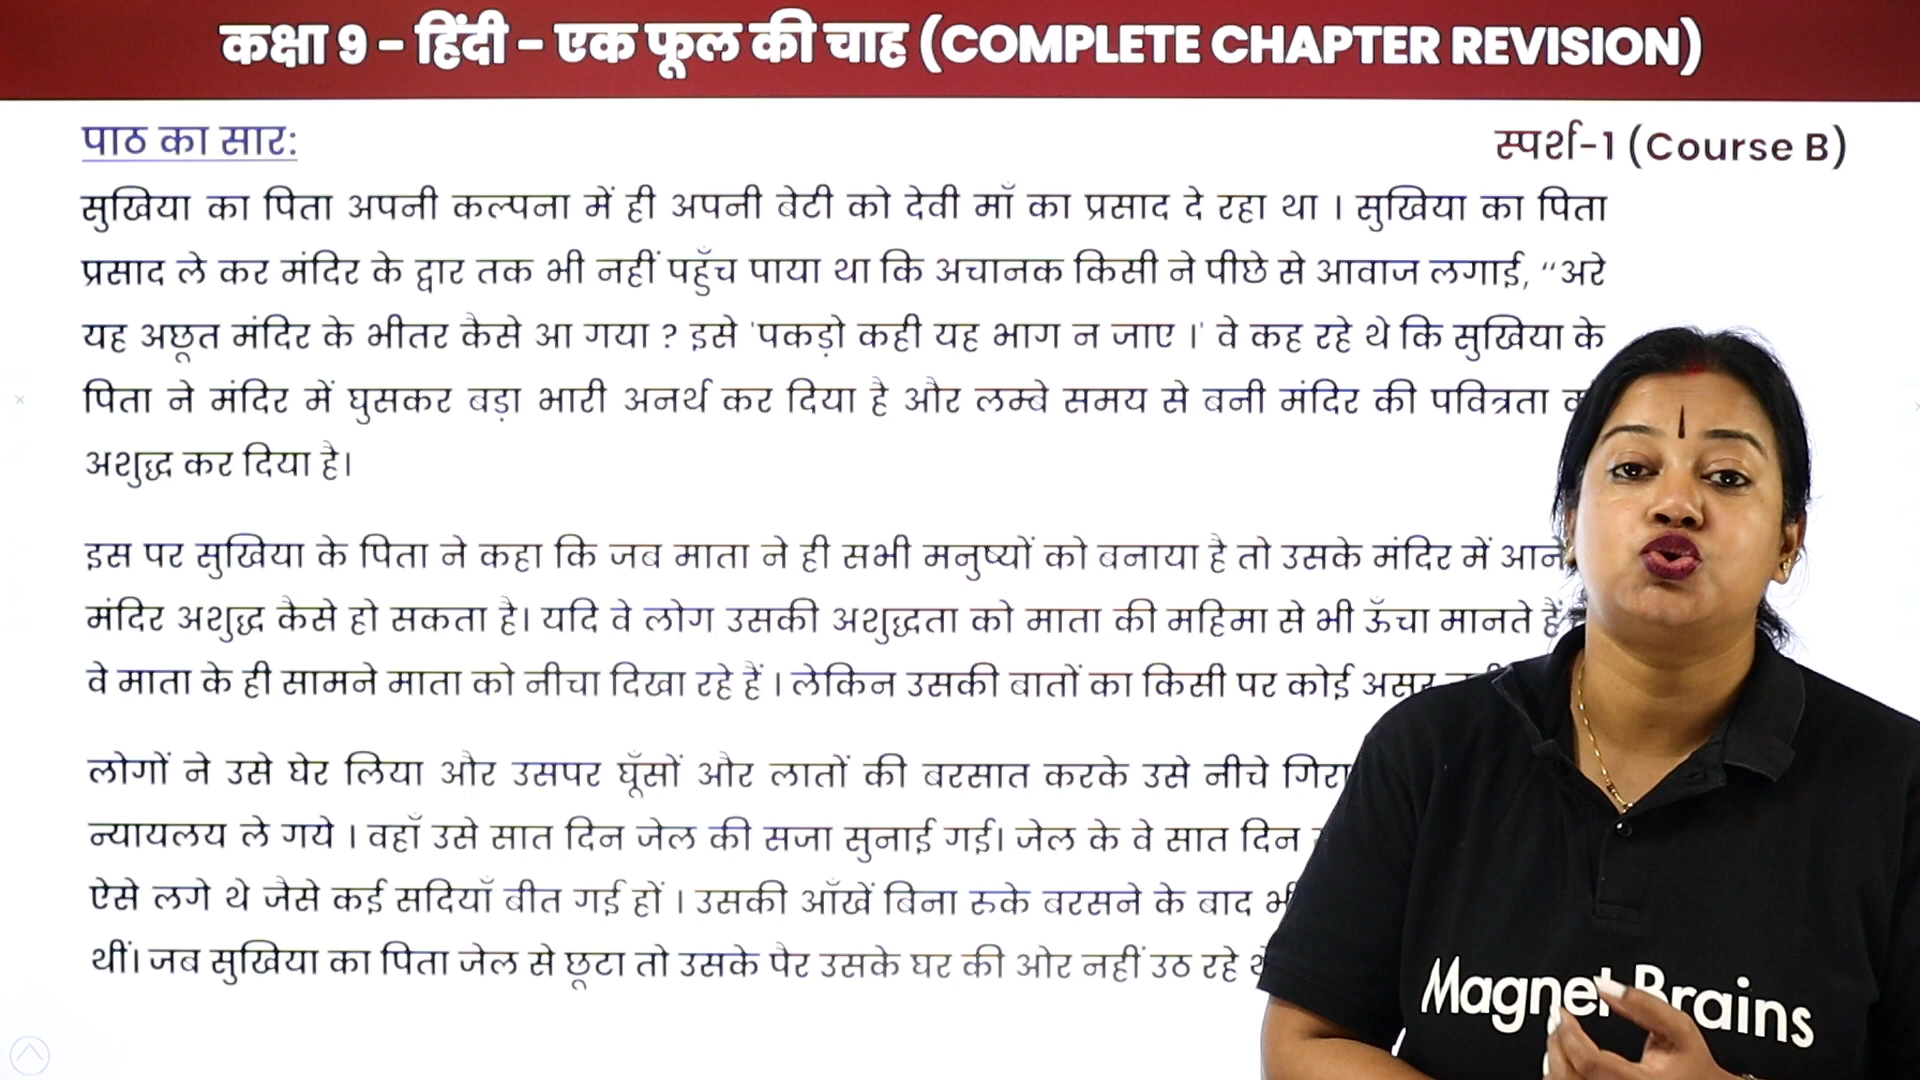 कक्षा 9 – हिंदी – एक फूल की चाह (COMPLETE CHAPTER REVISION)
पाठ का सार:
स्पर्श-1 (Course B)
सुखिया का पिता अपनी कल्पना में ही अपनी बेटी को देवी माँ का प्रसाद दे रहा था । सुखिया का पिता
प्रसाद ले कर मंदिर के द्वार तक भी नहीं पहुँच पाया था कि अचानक किसी ने पीछे से आवाज लगाई, “अरे
यह अछूत मंदिर के भीतर कैसे आ गया ? इसे 'पकड़ो कही यह भाग न जाए ।' वे कह रहे थे कि सुखिया के
पिता ने मंदिर में घुसकर बड़ा भारी अनर्थ कर दिया है और लम्बे समय से बनी मंदिर की पवित्रता
अशुद्ध कर दिया है।
इस पर सुखिया के पिता ने कहा कि जब माता ने ही सभी मनुष्यों को बनाया है तो उसके मंदिर में
मंदिर अशुद्ध कैसे हो सकता है। यदि वे लोग उसकी अशुद्धता को माता की महिमा से भी ऊँचा मानते हैं
वे माता के ही सामने माता को नीचा दिखा रहे हैं । लेकिन उसकी बातों का किसी पर कोई असर
लोगों ने उसे घेर लिया और उसपर घूँसों और लातों की बरसात करके उसे नीचे
न्यायलय ले गये । वहाँ उसे सात दिन जेल की सजा सुनाई गई। जेल के वे सात दिन
ऐसे लगे थे जैसे कई सदियाँ बीत गई हों । उसकी आँखें बिना रुके बरसने के बाद
थीं। जब सुखिया का पिता जेल से छूटा तो उसके पैर उसके घर की ओर नहीं उठ रहे
Magnet Brains